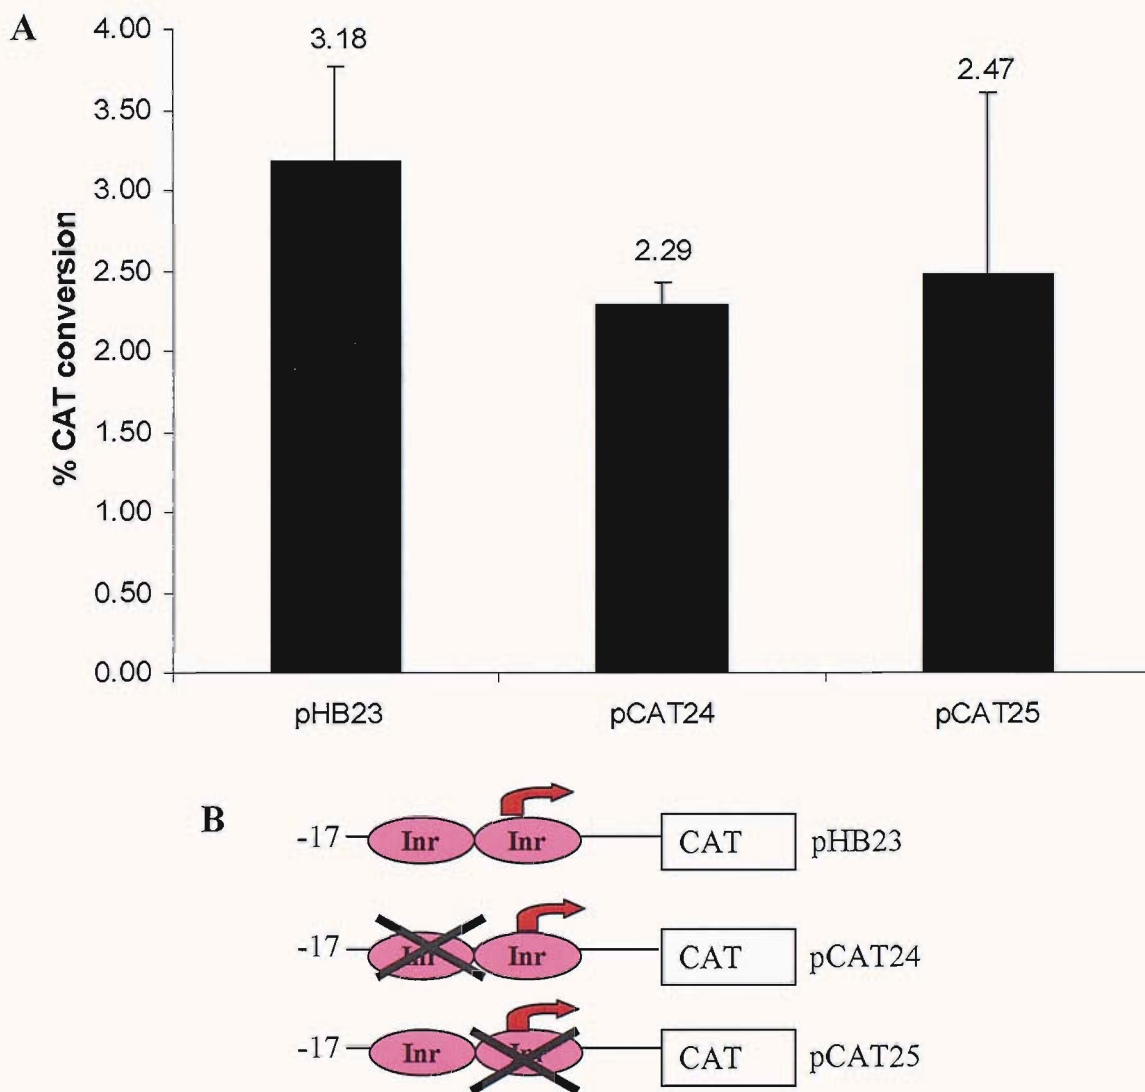 A
4.00
3.50
3.00
2.50
2.00
1.50
1.00
0.50
0.00
% CAT conversion
3.18
2.29
2.47
pHB23 pCAT24 pCAT25
B
-17 Inr Inr CAT pHB23
-17 Inr Inr CAT pCAT24
-17 Inr Inr CAT pCAT25